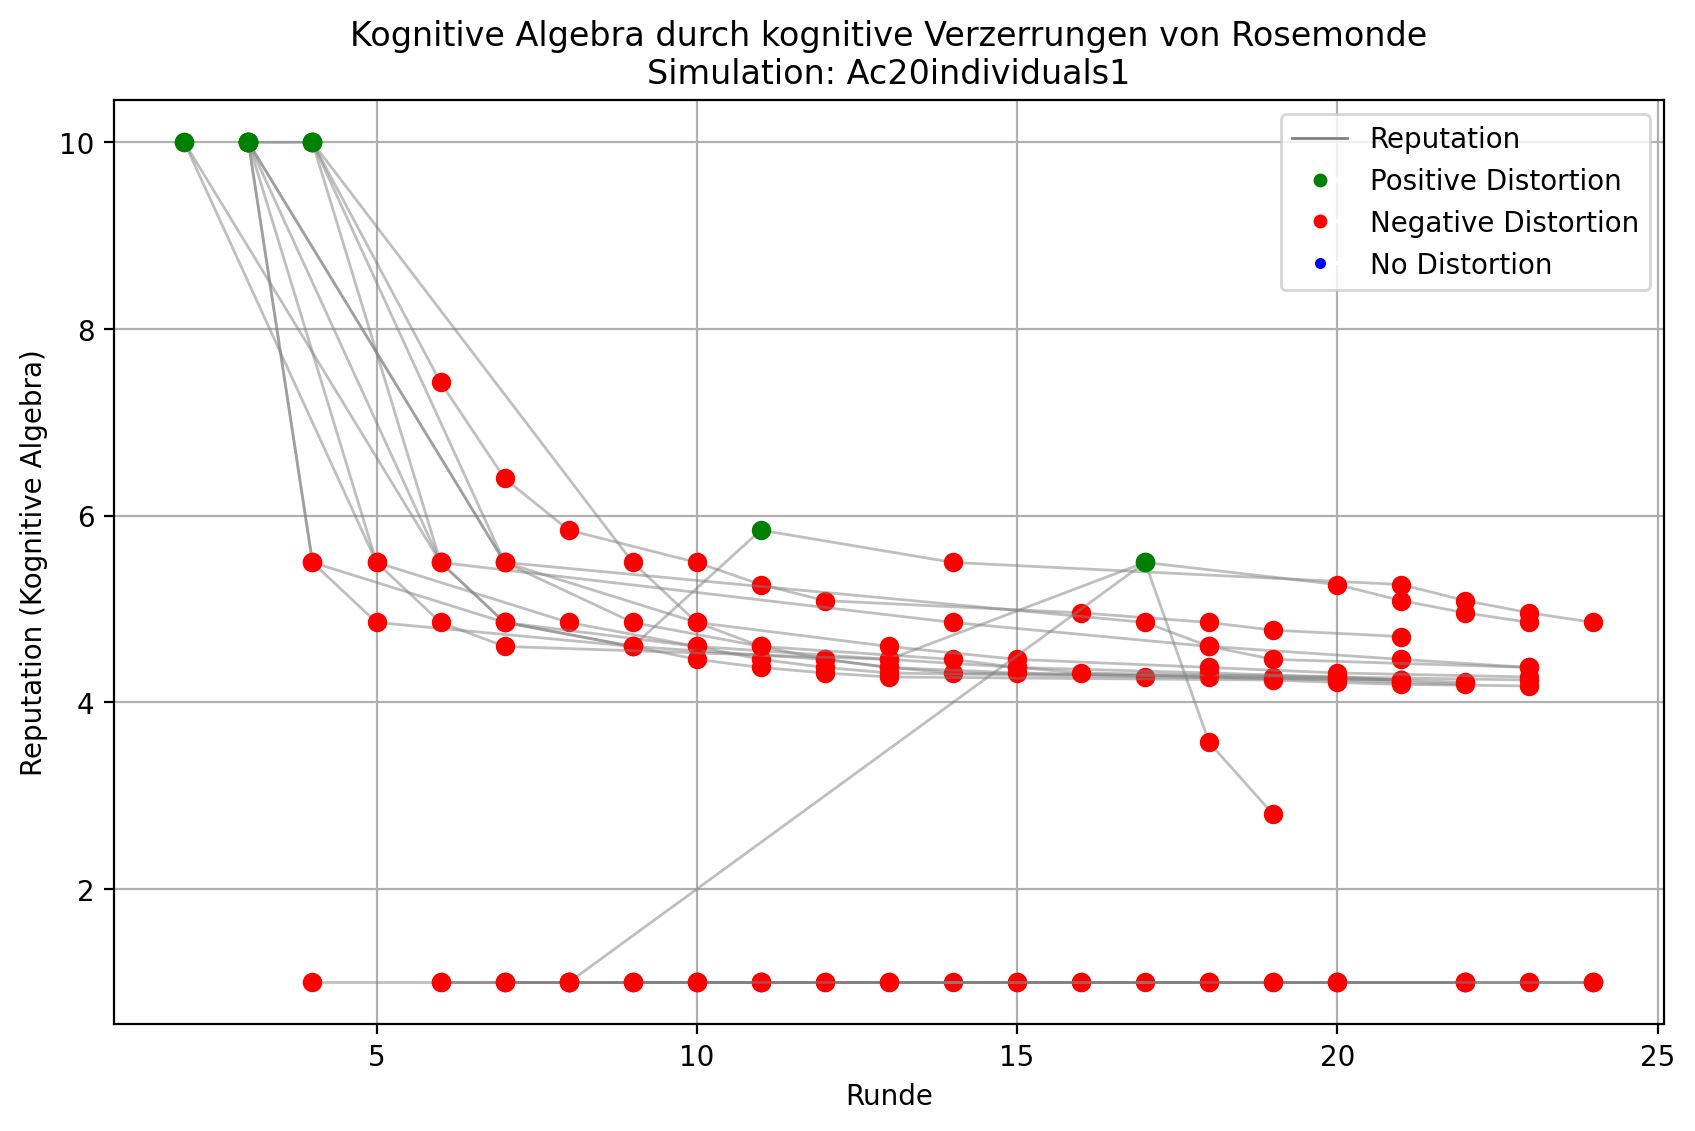 Kognitive Algebra durch kognitive Verzerrungen von Rosemonde
Simulation: Ac20individuals1
Reputation
Positive Distortion
Negative Distortion
No Distortion
Reputation (Kognitive Algebra)
10
8
6
4
2
5
10
15
20
25
Runde